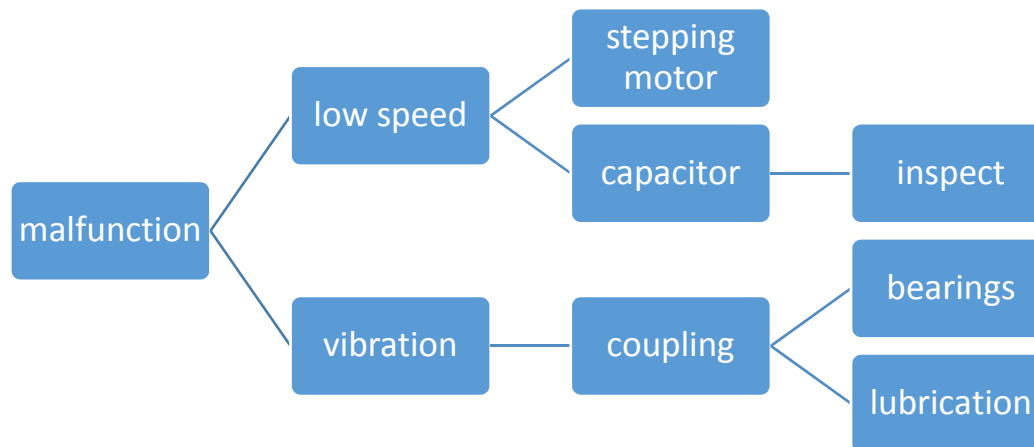 stepping
motor
low speed
capacitor
inspect
malfunction
bearings
vibration
coupling
lubrication